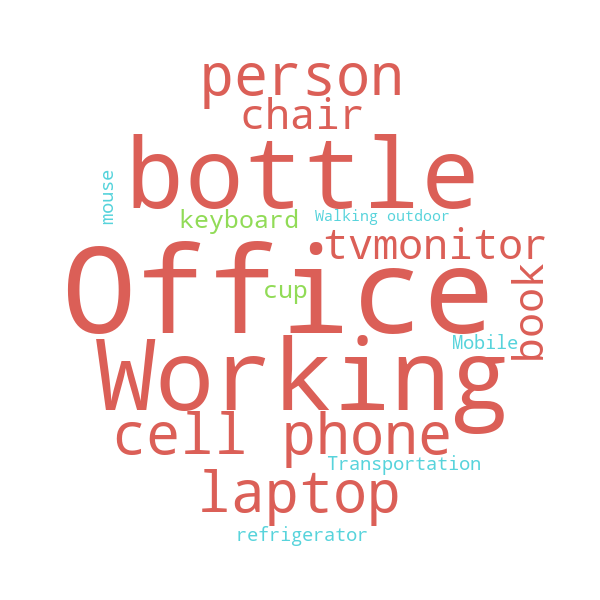 person
chair
bottle
mouse
keyboard
Walking outdoor
tvmonitor
Office
cup
book
Mobile
Working
cell phone
Transportation
laptop
refrigerator